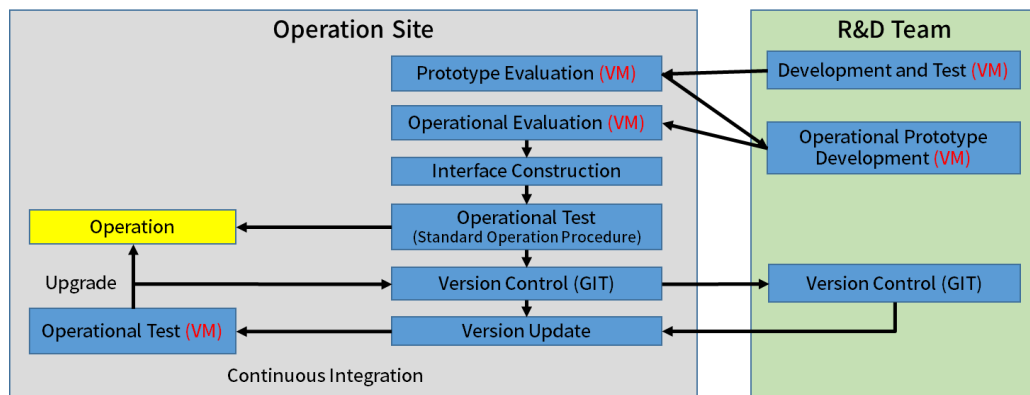 Operation Site
R&D Team
Prototype Evaluation (VM)
Development and Test (VM)
Operational Evaluation (VM)
Operational Prototype
Development (VM)
Interface Construction
Operation
Operational Test
(Standard Operation Procedure)
Upgrade
Version Control (GIT)
Version Control (GIT)
Operational Test (VM)
Version Update
Continuous Integration